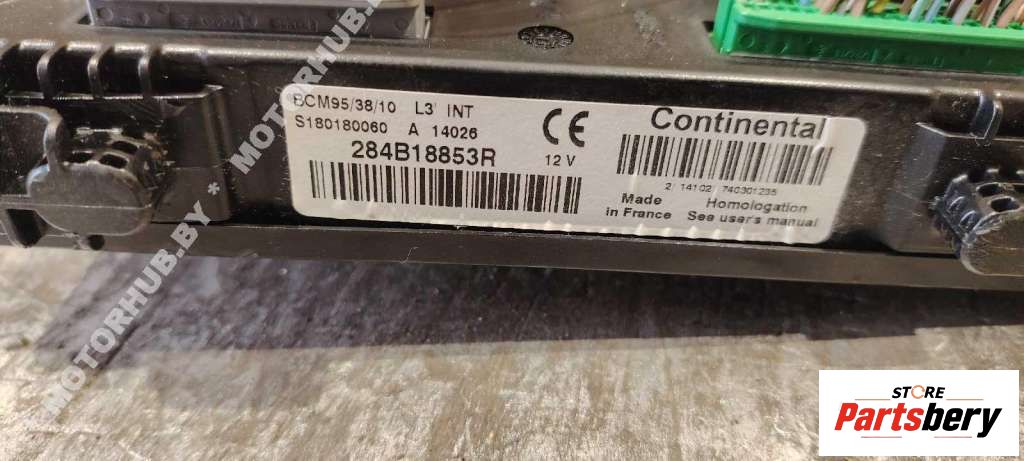 BCM95/38/10 L3 INT
S180180060 A 14026
284B18853R
12 V
Continental
2 14102 740301235
Made in France
Homologation
See user's manual
MOTORHUB.BY * MOTORHUB.BY
STORE
Partsbery